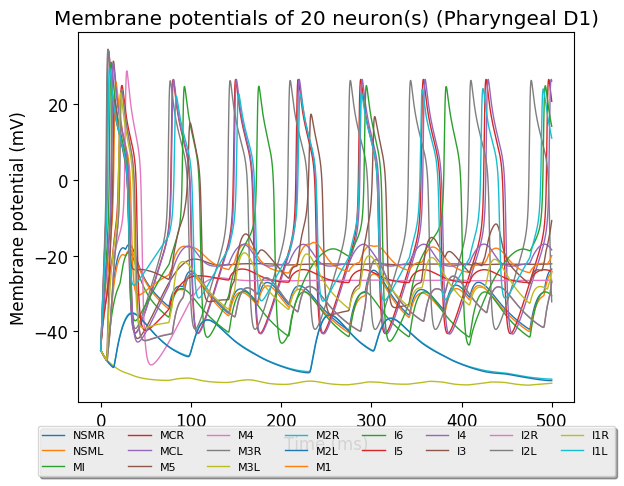 Membrane potentials of 20 neuron(s) (Pharyngeal D1)
Membrane potential (mV)
20
0
−20
−40
0 100 200 300 400 500
Time (ms)
NSMR MCR M4 M2R I6 I4 I2R I1R
NSML MCL M3R M2L I5 I3 I2L I1L
MI M5 M3L M1